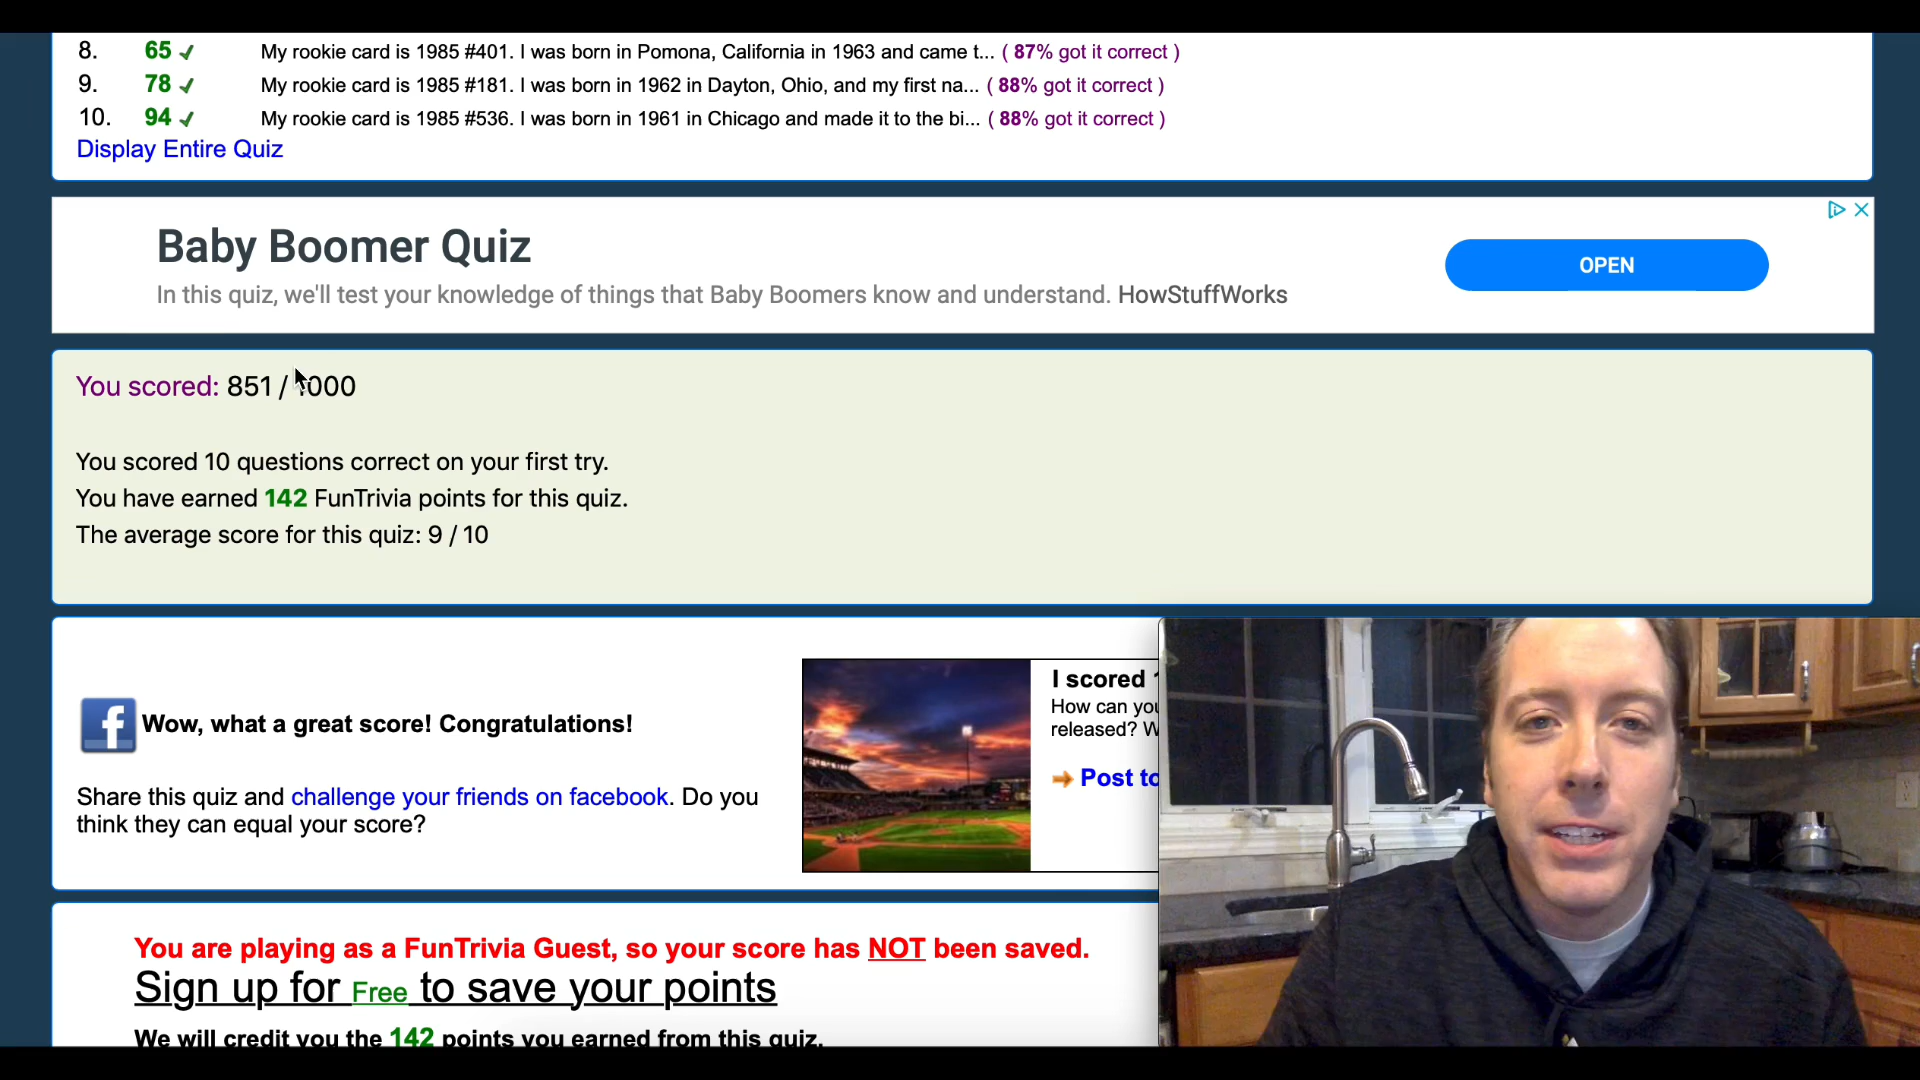 8. 65 ✓ My rookie card is 1985 #401. I was born in Pomona, California in 1963 and came t... ( 87% got it correct )
9. 78 ✓ My rookie card is 1985 #181. I was born in 1962 in Dayton, Ohio, and my first na... ( 88% got it correct )
10. 94 ✓ My rookie card is 1985 #536. I was born in 1961 in Chicago and made it to the bi... ( 88% got it correct )
Display Entire Quiz
Baby Boomer Quiz
In this quiz, we'll test your knowledge of things that Baby Boomers know and understand. HowStuffWorks
OPEN
You scored: 851 / 1000
You scored 10 questions correct on your first try.
You have earned 142 FunTrivia points for this quiz.
The average score for this quiz: 9 / 10
f Wow, what a great score! Congratulations!
Share this quiz and challenge your friends on facebook. Do you
think they can equal your score?
I scored
How can you
released? W
Post to
You are playing as a FunTrivia Guest, so your score has NOT been saved.
Sign up for Free to save your points
We will credit you the 142 points you earned from this quiz.